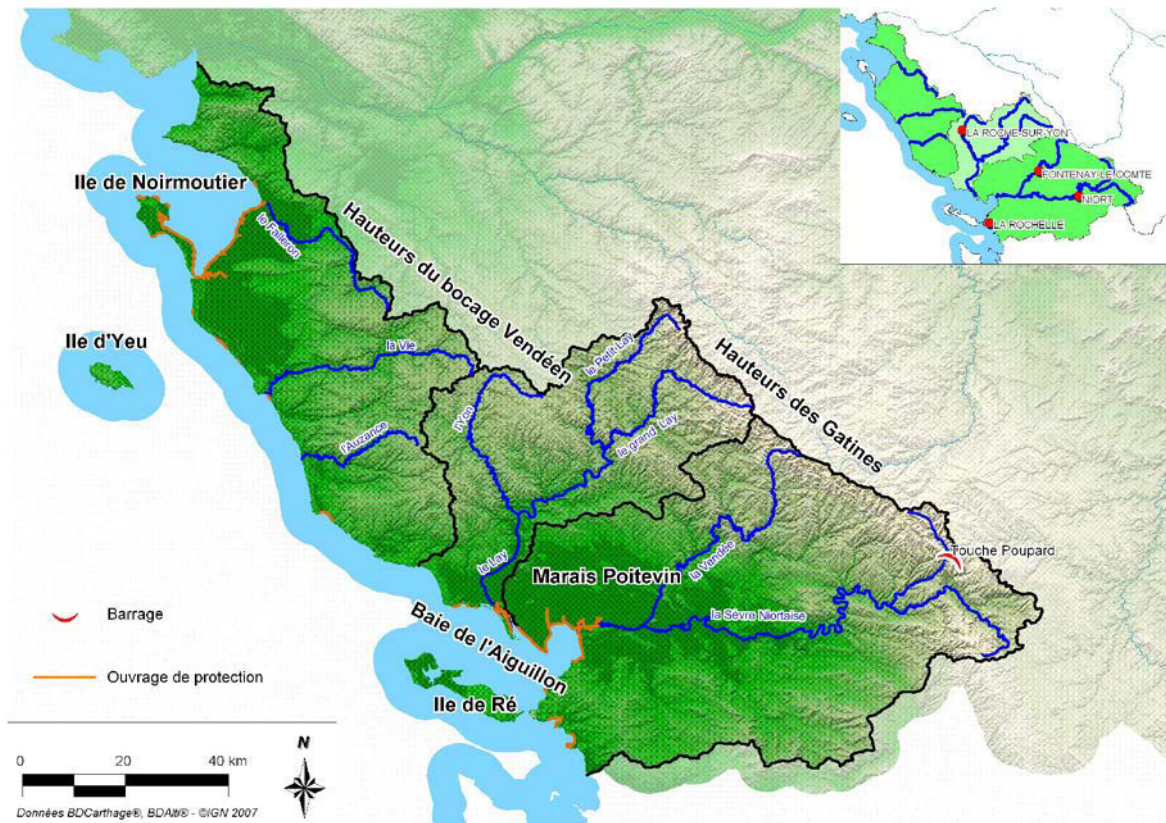 Ile de Noirmoutier
le Falleron
Hauteurs du bocage Vendéen
Ile d'Yeu
la Vie
l'Auzance
l'Yon
le Petit Lay
le grand Lay
Hauteurs des Gatines
Touche Poupard
le Lay
Marais Poitevin
la Vendée
la Sèvre Niortaise
Baie de l'Aiguillon
Ile de Ré
LA ROCHE-SUR-YON
FONTENAY-LE-COMTE
NIORT
LA ROCHELLE
Barrage
Ouvrage de protection
0 20 40 km
N
Données BDCarthage®, BDAlti® - ©IGN 2007